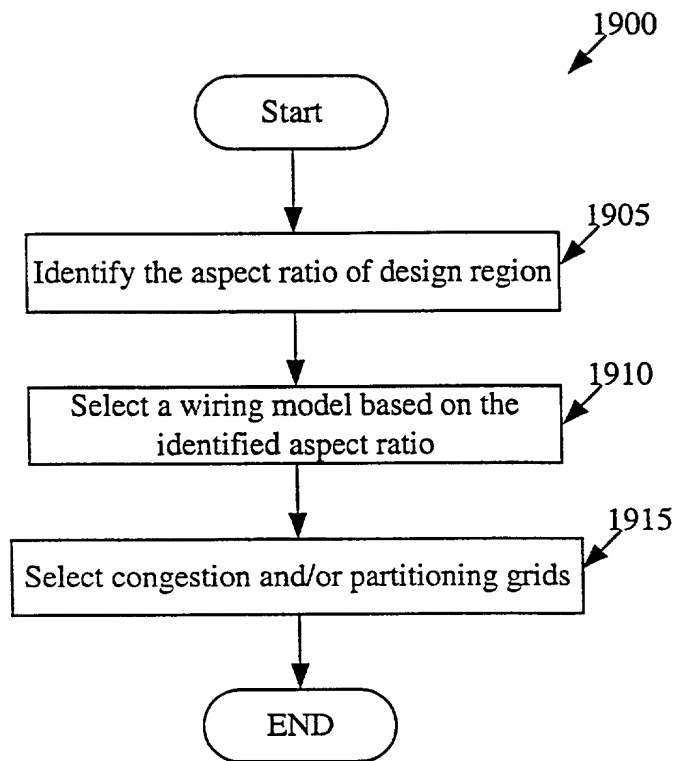 1900
Start
1905
Identify the aspect ratio of design region
1910
Select a wiring model based on the
identified aspect ratio
1915
Select congestion and/or partitioning grids
END